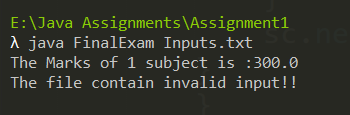 E:\Java Assignments\Assignment1
λ java FinalExam Inputs.txt
The Marks of 1 subject is :300.0
The file contain invalid input!!